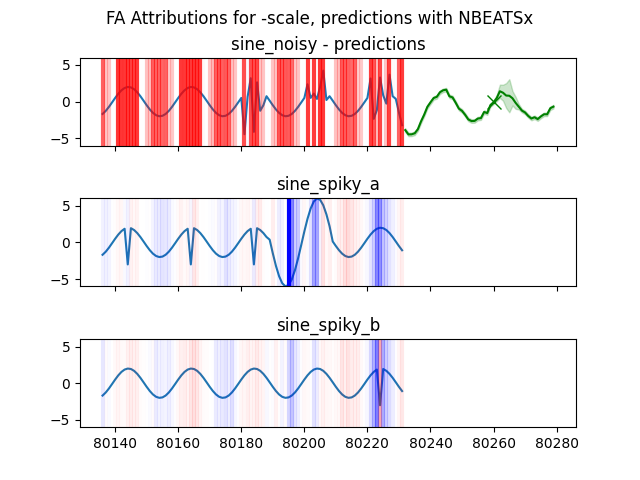 FA Attributions for -scale, predictions with NBEATSx
sine_noisy - predictions
5
0
−5
sine_spiky_a
5
0
−5
sine_spiky_b
5
0
−5
80140 80160 80180 80200 80220 80240 80260 80280